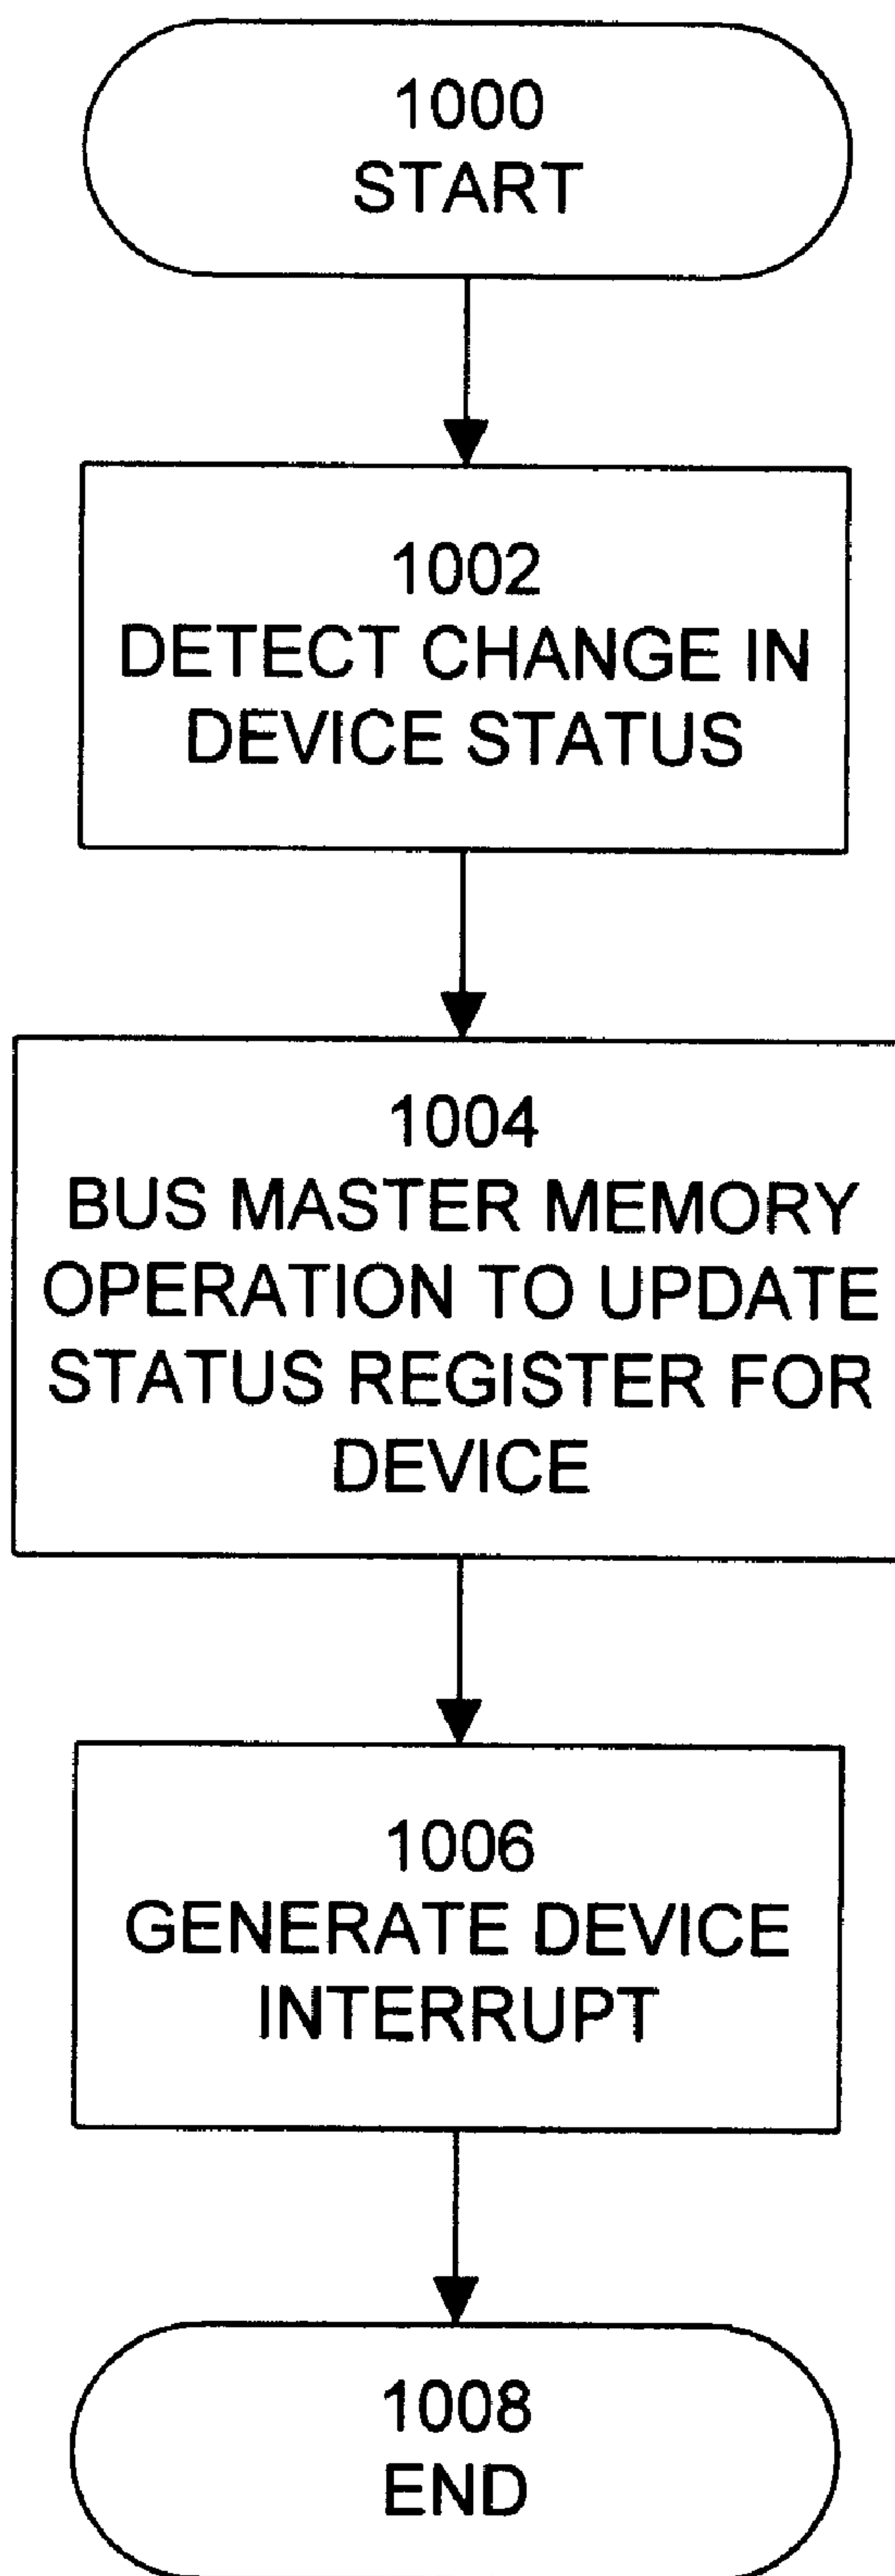 1000
START
1002
DETECT CHANGE IN
DEVICE STATUS
1004
BUS MASTER MEMORY
OPERATION TO UPDATE
STATUS REGISTER FOR
DEVICE
1006
GENERATE DEVICE
INTERRUPT
1008
END